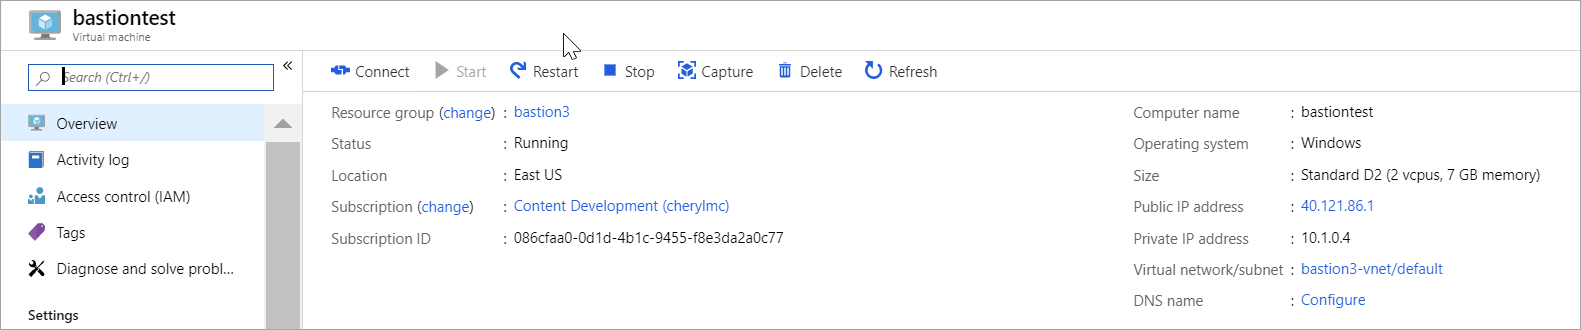 bastiontest
Virtual machine
Search (Ctrl+/)
«
Overview
Activity log
Access control (IAM)
Tags
Diagnose and solve probl...
Settings
Connect Start Restart Stop Capture Delete Refresh
Resource group (change) : bastion3
Status : Running
Location : East US
Subscription (change) : Content Development (cherylmc)
Subscription ID : 086cfaa0-0d1d-4b1c-9455-f8e3da2a0c77
Computer name : bastiontest
Operating system : Windows
Size : Standard D2 (2 vcpus, 7 GB memory)
Public IP address : 40.121.86.1
Private IP address : 10.1.0.4
Virtual network/subnet : bastion3-vnet/default
DNS name : Configure